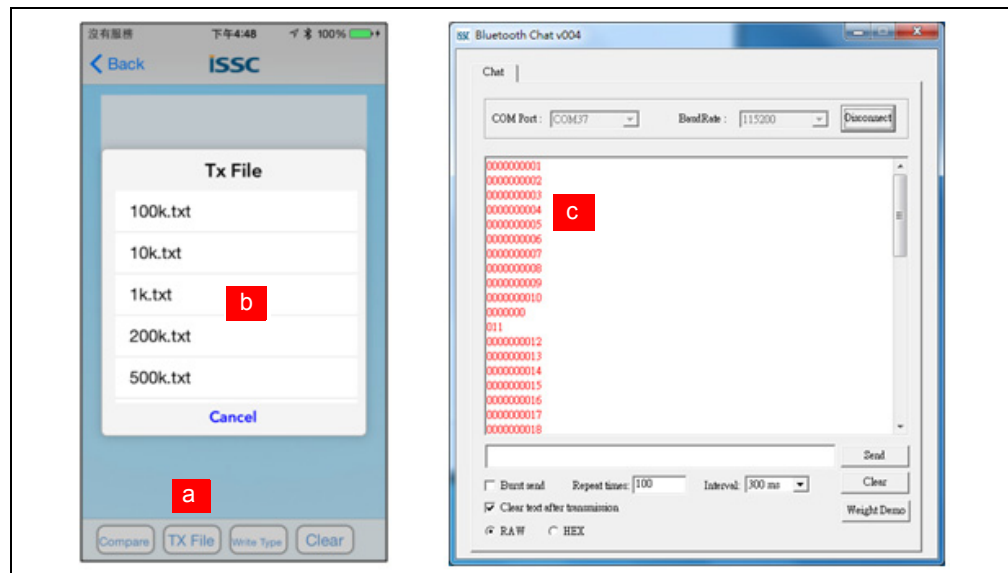 沒有服務 下午4:48 100%
Back ISSC
Tx File
100k.txt
10k.txt
1k.txt
b
200k.txt
500k.txt
Cancel
a
Compare TX File Write Type Clear
Bluetooth Chat v004
Chat
COM Port : COM37 BaudRate : 115200 Disconnect
0000000001
0000000002
0000000003
0000000004
0000000005
c
0000000006
0000000007
0000000008
0000000009
0000000010
0000000
011
0000000012
0000000013
0000000014
0000000015
0000000016
0000000017
0000000018
Send
Burst send Repeat times: 100 Interval: 300 ms Clear
Clear text after transmission Weight Demo
RAW HEX